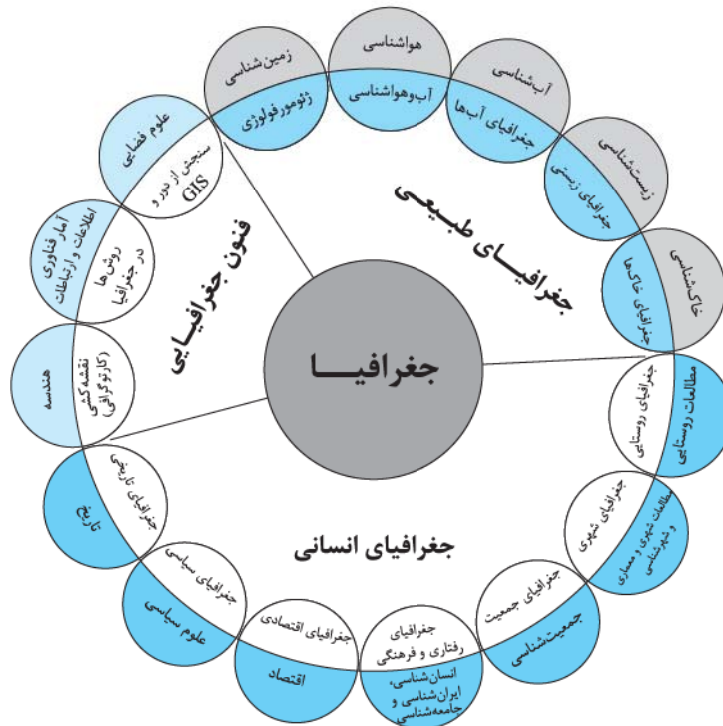 جغرافیا
جغرافیای طبیعی
زمین‌شناسی
ژئومورفولوژی
هواشناسی
آب‌وهواشناسی
آب‌شناسی
جغرافیای آب‌ها
زیست‌شناسی
جغرافیای زیستی
خاک‌شناسی
جغرافیای خاک‌ها
جغرافیای انسانی
مطالعات روستایی
جغرافیای روستایی
جغرافیای شهری
مطالعات شهری و معماری
و شهرشناسی
جغرافیای جمعیت
جمعیت‌شناسی
جغرافیای
رفتاری و فرهنگی
انسان‌شناسی،
ایران‌شناسی و
جامعه‌شناسی
جغرافیای اقتصادی
اقتصاد
جغرافیای سیاسی
علوم سیاسی
جغرافیای تاریخی
تاریخ
فنون جغرافیایی
هندسه
نقشه‌کشی
(کارتوگرافی)
آمار فناوری
اطلاعات و ارتباطات
روش‌ها
در جغرافیا
علوم فضایی
سنجش از دور و
GIS